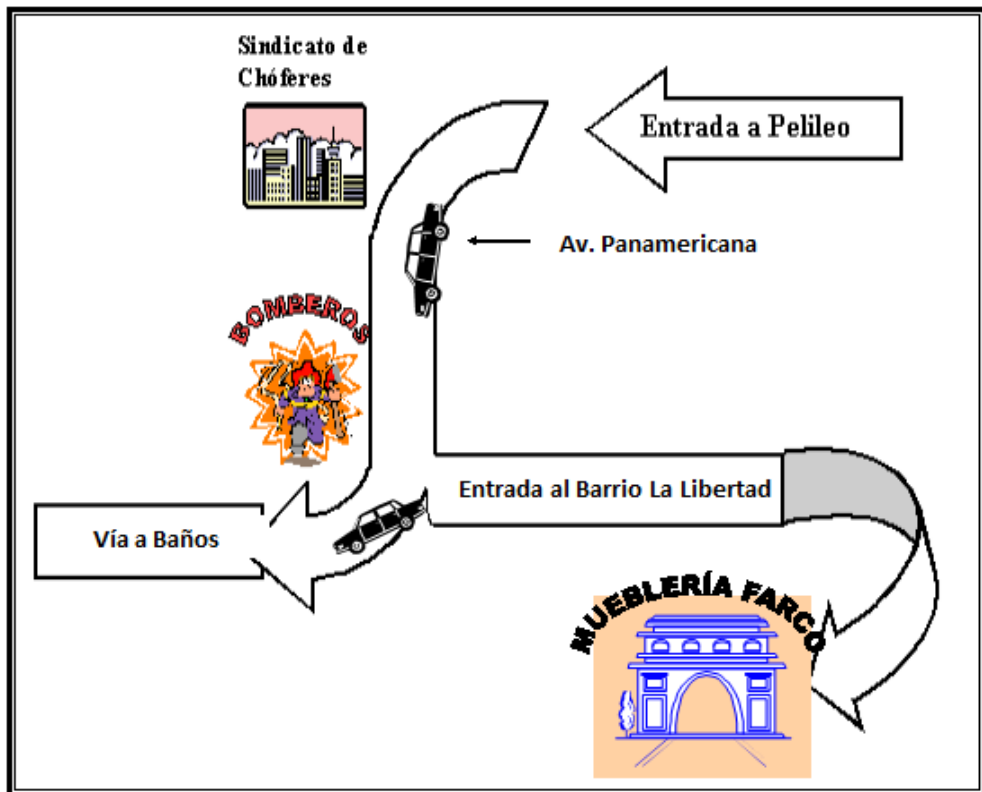 Sindicato de
Chóferes
Entrada a Pelileo
Av. Panamericana
BOMBEROS
Entrada al Barrio La Libertad
Vía a Baños
MUEBLERÍA FARCO